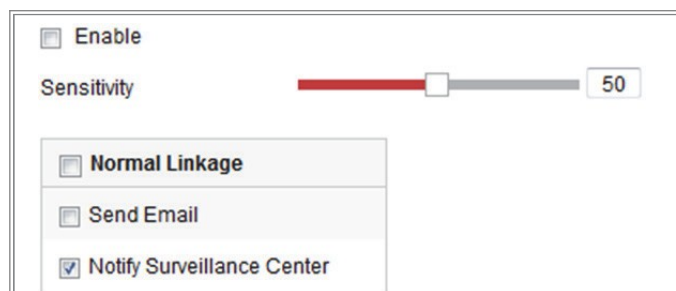 Enable
Sensitivity 50
Normal Linkage
Send Email
Notify Surveillance Center